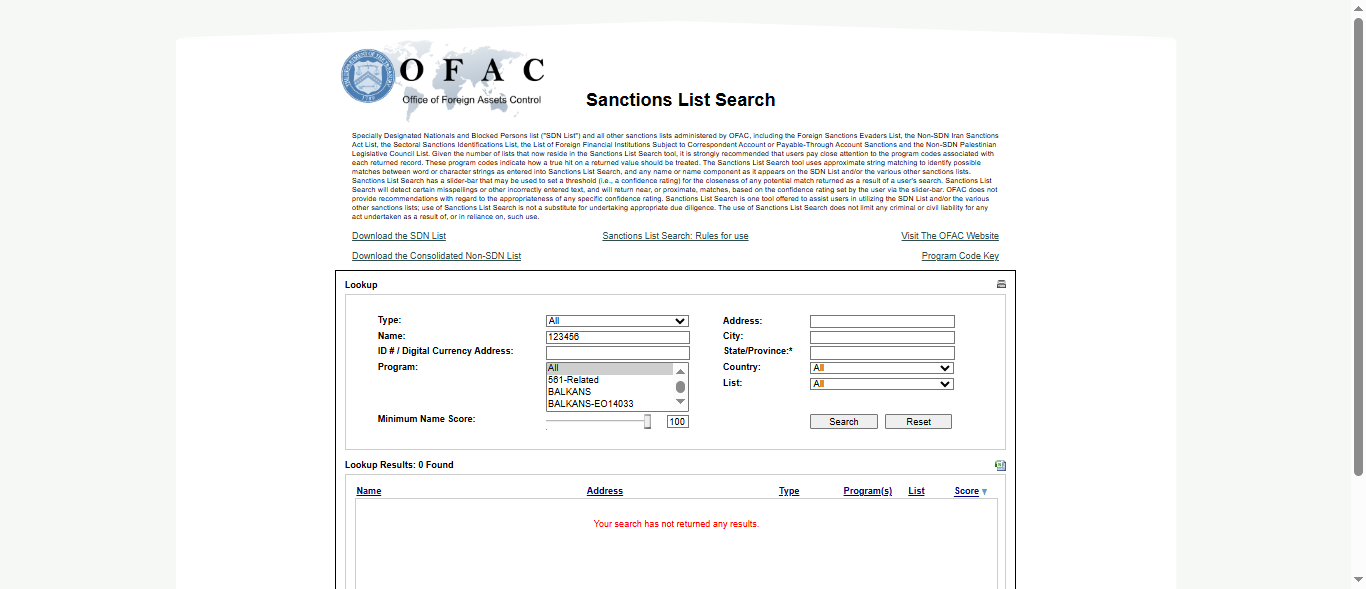 OFAC
Office of Foreign Assets Control
Sanctions List Search
Specially Designated Nationals and Blocked Persons list ("SDN List") and all other sanctions lists administered by OFAC, including the Foreign Sanctions Evaders List, the Non-SDN Iran Sanctions
Act List, the Sectoral Sanctions Identifications List, the List of Foreign Financial Institutions Subject to Correspondent Account or Payable-Through Account Sanctions and the Non-SDN Palestinian
Legislative Council List. Given the number of lists that now reside in the Sanctions List Search tool, it is strongly recommended that users pay close attention to the program codes associated with
each returned record. These program codes indicate how a true hit on a returned value should be treated. The Sanctions List Search tool uses approximate string matching to identify possible
matches between word or character strings as entered into Sanctions List Search, and any name or name component as it appears on the SDN List and/or the various other sanctions lists.
Sanctions List Search has a slider-bar that may be used to set a threshold (i.e., a confidence rating) for the closeness of any potential match returned as a result of a user's search. Sanctions List
Search will detect certain misspellings or other incorrectly entered text, and will return near, or proximate, matches, based on the confidence rating set by the user via the slider-bar. OFAC does not
provide recommendations with regard to the appropriateness of any specific confidence rating. Sanctions List Search is one tool offered to assist users in utilizing the SDN List and/or the various
other sanctions lists; use of Sanctions List Search is not a substitute for undertaking appropriate due diligence. The use of Sanctions List Search does not limit any criminal or civil liability for any
act undertaken as a result of, or in reliance on, such use.
Download the SDN List Sanctions List Search: Rules for use Visit The OFAC Website
Download the Consolidated Non-SDN List Program Code Key
Lookup
Type: All Address:
Name: 123456 City:
ID # / Digital Currency Address: State/Province:*
Program: All Country: All
561-Related
BALKANS List: All
BALKANS-EO14033
Minimum Name Score: 100 Search Reset
Lookup Results: 0 Found
Name Address Type Program(s) List Score
Your search has not returned any results.